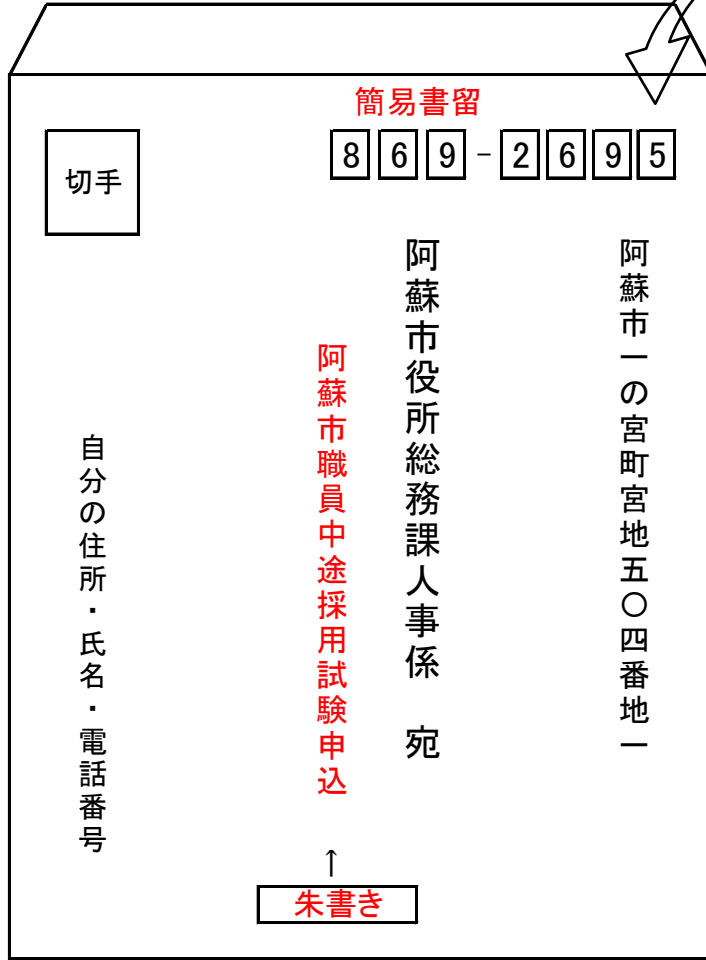 簡易書留
切手
869-2695
阿蘇市一の宮町宮地五〇四番地一
阿蘇市役所総務課人事係　宛
阿蘇市職員中途採用試験申込
自分の住所・氏名・電話番号
↑
朱書き